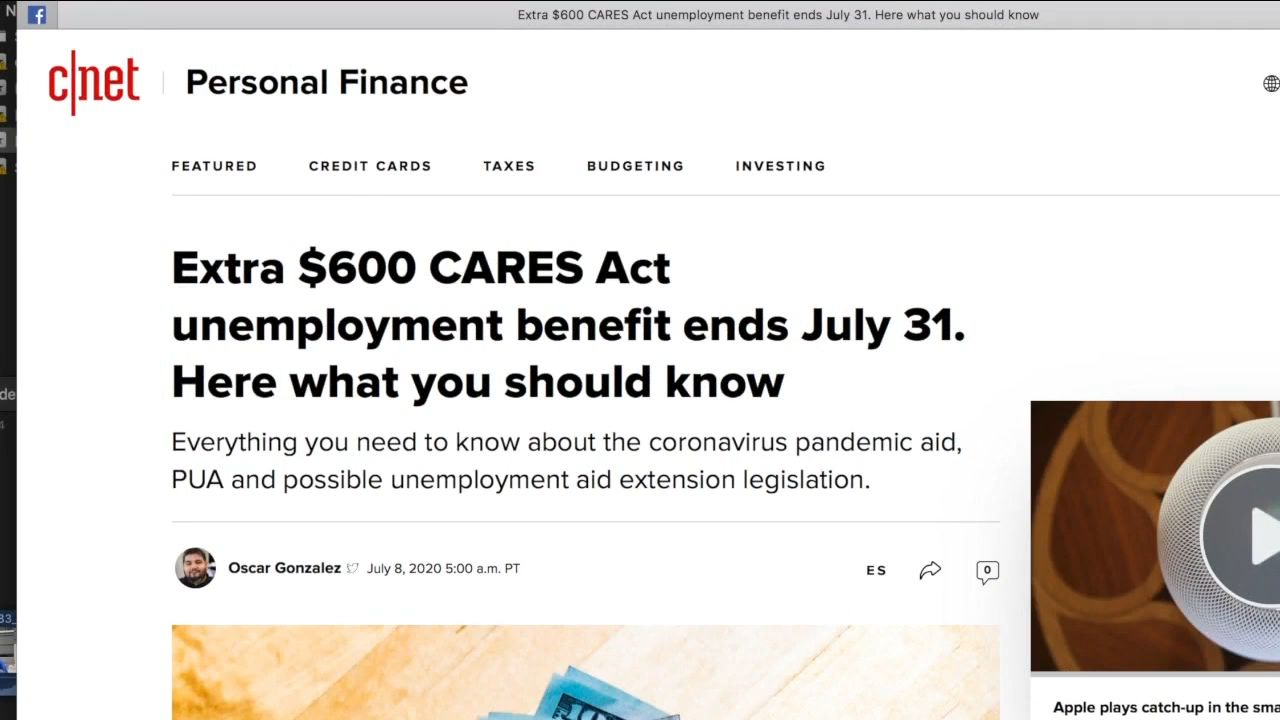 N
Extra $600 CARES Act unemployment benefit ends July 31. Here what you should know
c|net
Personal Finance
FEATURED CREDIT CARDS TAXES BUDGETING INVESTING
Extra $600 CARES Act
unemployment benefit ends July 31.
Here what you should know
Everything you need to know about the coronavirus pandemic aid,
PUA and possible unemployment aid extension legislation.
Oscar Gonzalez July 8, 2020 5:00 a.m. PT
ES
0
Apple plays catch-up in the sma